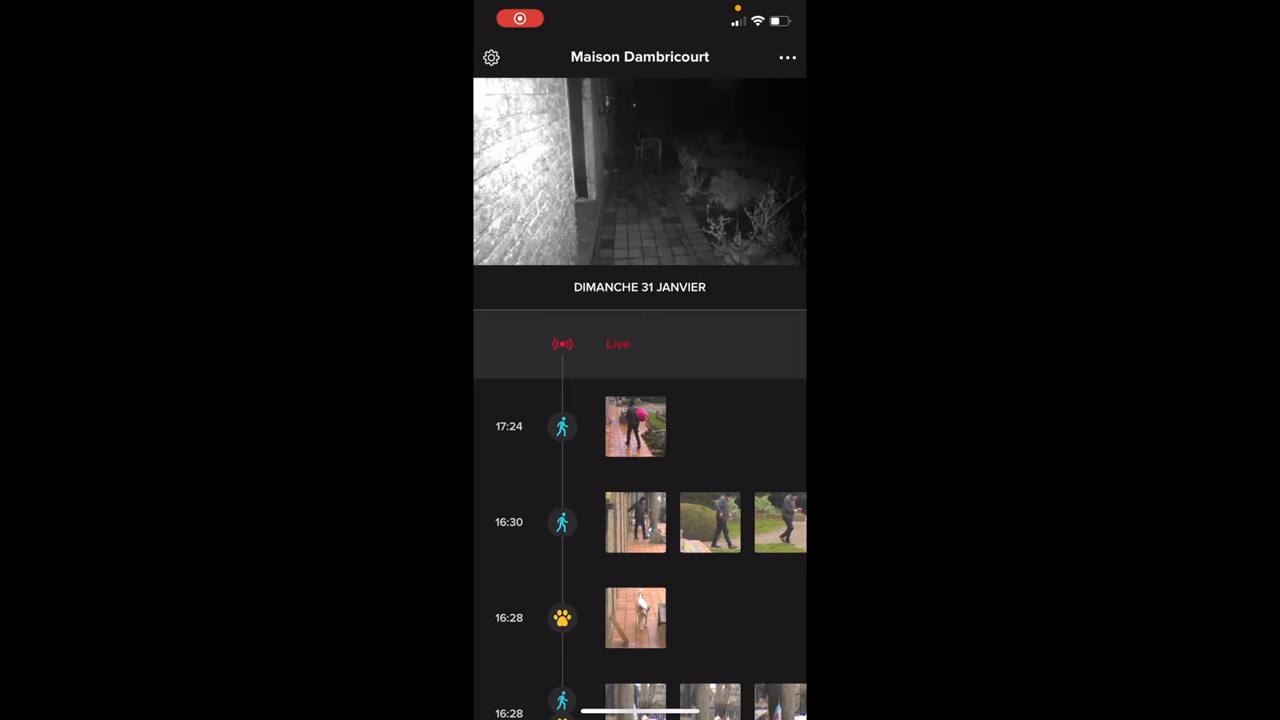 Maison Dambricourt
DIMANCHE 31 JANVIER
Live
17:24
16:30
16:28
16:28